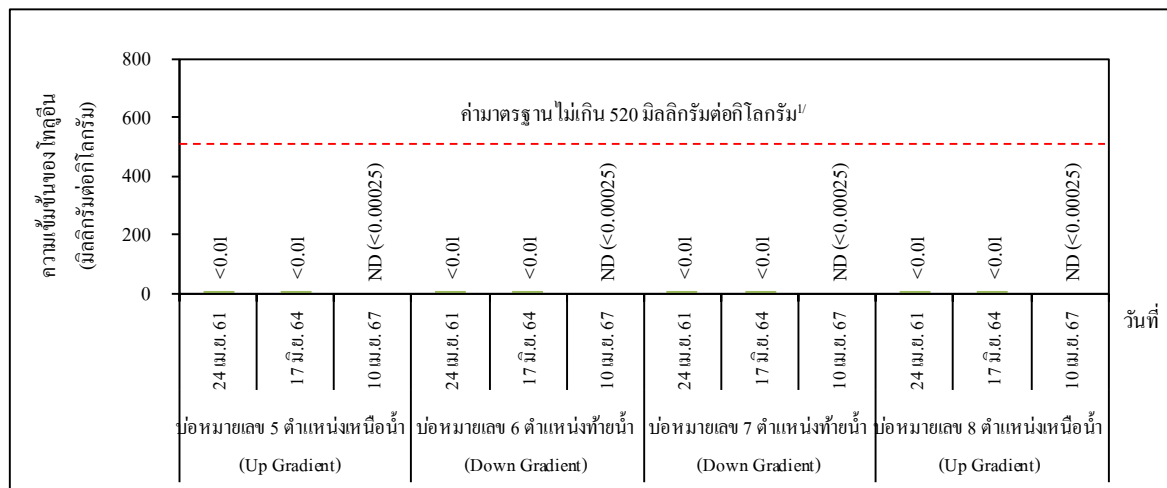 ความเข้มข้นของโทลูอีน
(มิลลิกรัมต่อกิโลกรัม)
800
600
400
200
0
ค่ามาตรฐานไม่เกิน 520 มิลลิกรัมต่อกิโลกรัม1/
<0.01
<0.01
ND (<0.00025)
<0.01
<0.01
ND (<0.00025)
<0.01
<0.01
ND (<0.00025)
<0.01
<0.01
ND (<0.00025)
24 เม.ย. 61
17 มิ.ย. 64
10 เม.ย. 67
24 เม.ย. 61
17 มิ.ย. 64
10 เม.ย. 67
24 เม.ย. 61
17 มิ.ย. 64
10 เม.ย. 67
24 เม.ย. 61
17 มิ.ย. 64
10 เม.ย. 67
วันที่
บ่อหมายเลข 5 ตำแหน่งเหนือน้ำ
(Up Gradient)
บ่อหมายเลข 6 ตำแหน่งท้ายน้ำ
(Down Gradient)
บ่อหมายเลข 7 ตำแหน่งท้ายน้ำ
(Down Gradient)
บ่อหมายเลข 8 ตำแหน่งเหนือน้ำ
(Up Gradient)